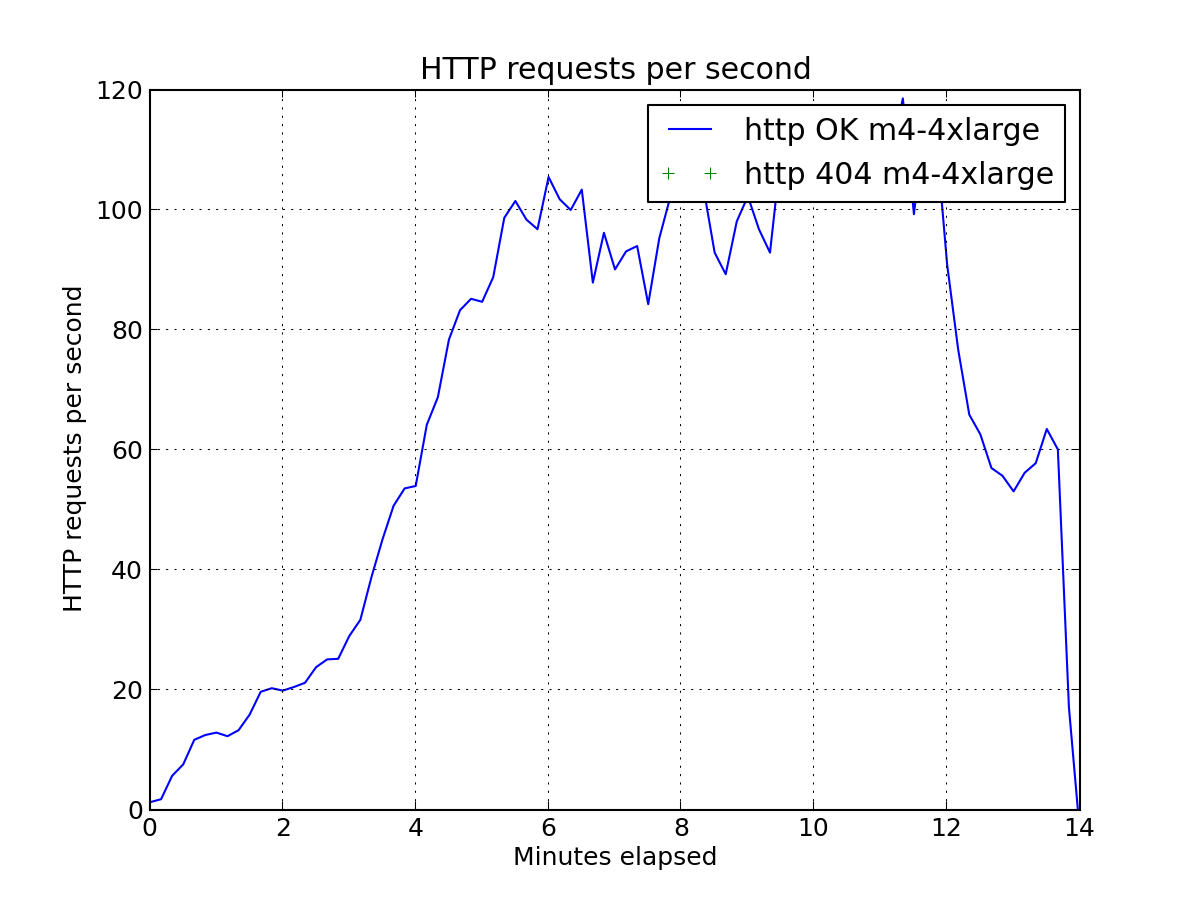 HTTP requests per second
120
100
80
60
40
20
0
HTTP requests per second
http OK m4-4xlarge
http 404 m4-4xlarge
0 2 4 6 8 10 12 14
Minutes elapsed